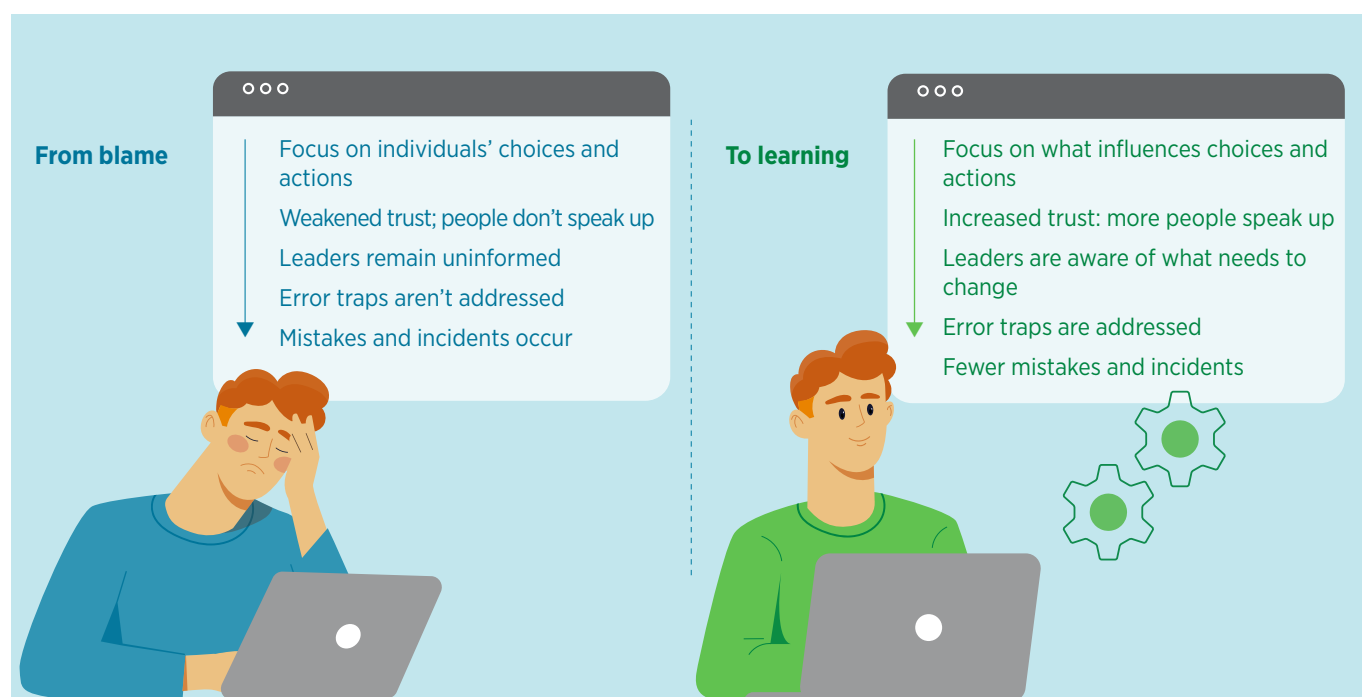 From blame
Focus on individuals’ choices and
actions
Weakened trust; people don’t speak up
Leaders remain uninformed
Error traps aren’t addressed
Mistakes and incidents occur
To learning
Focus on what influences choices and
actions
Increased trust: more people speak up
Leaders are aware of what needs to
change
Error traps are addressed
Fewer mistakes and incidents